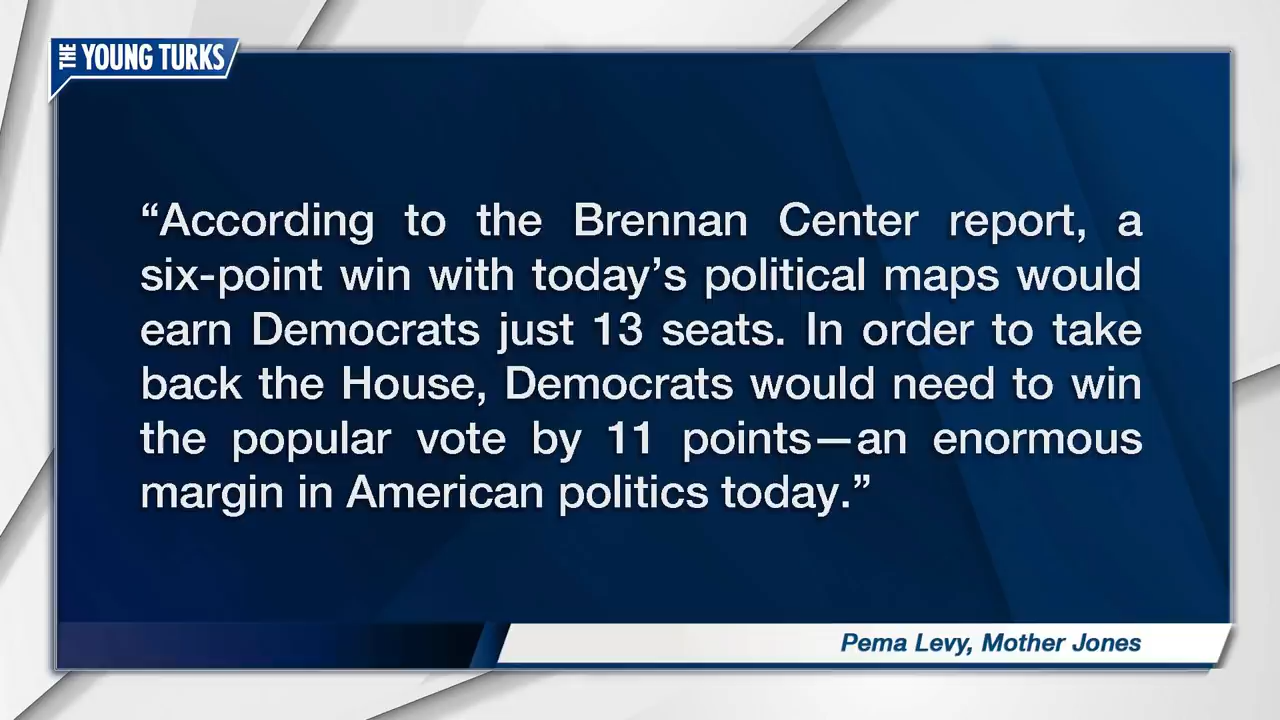 THE YOUNG TURKS
“According to the Brennan Center report, a
six-point win with today’s political maps would
earn Democrats just 13 seats. In order to take
back the House, Democrats would need to win
the popular vote by 11 points—an enormous
margin in American politics today.”
Pema Levy, Mother Jones